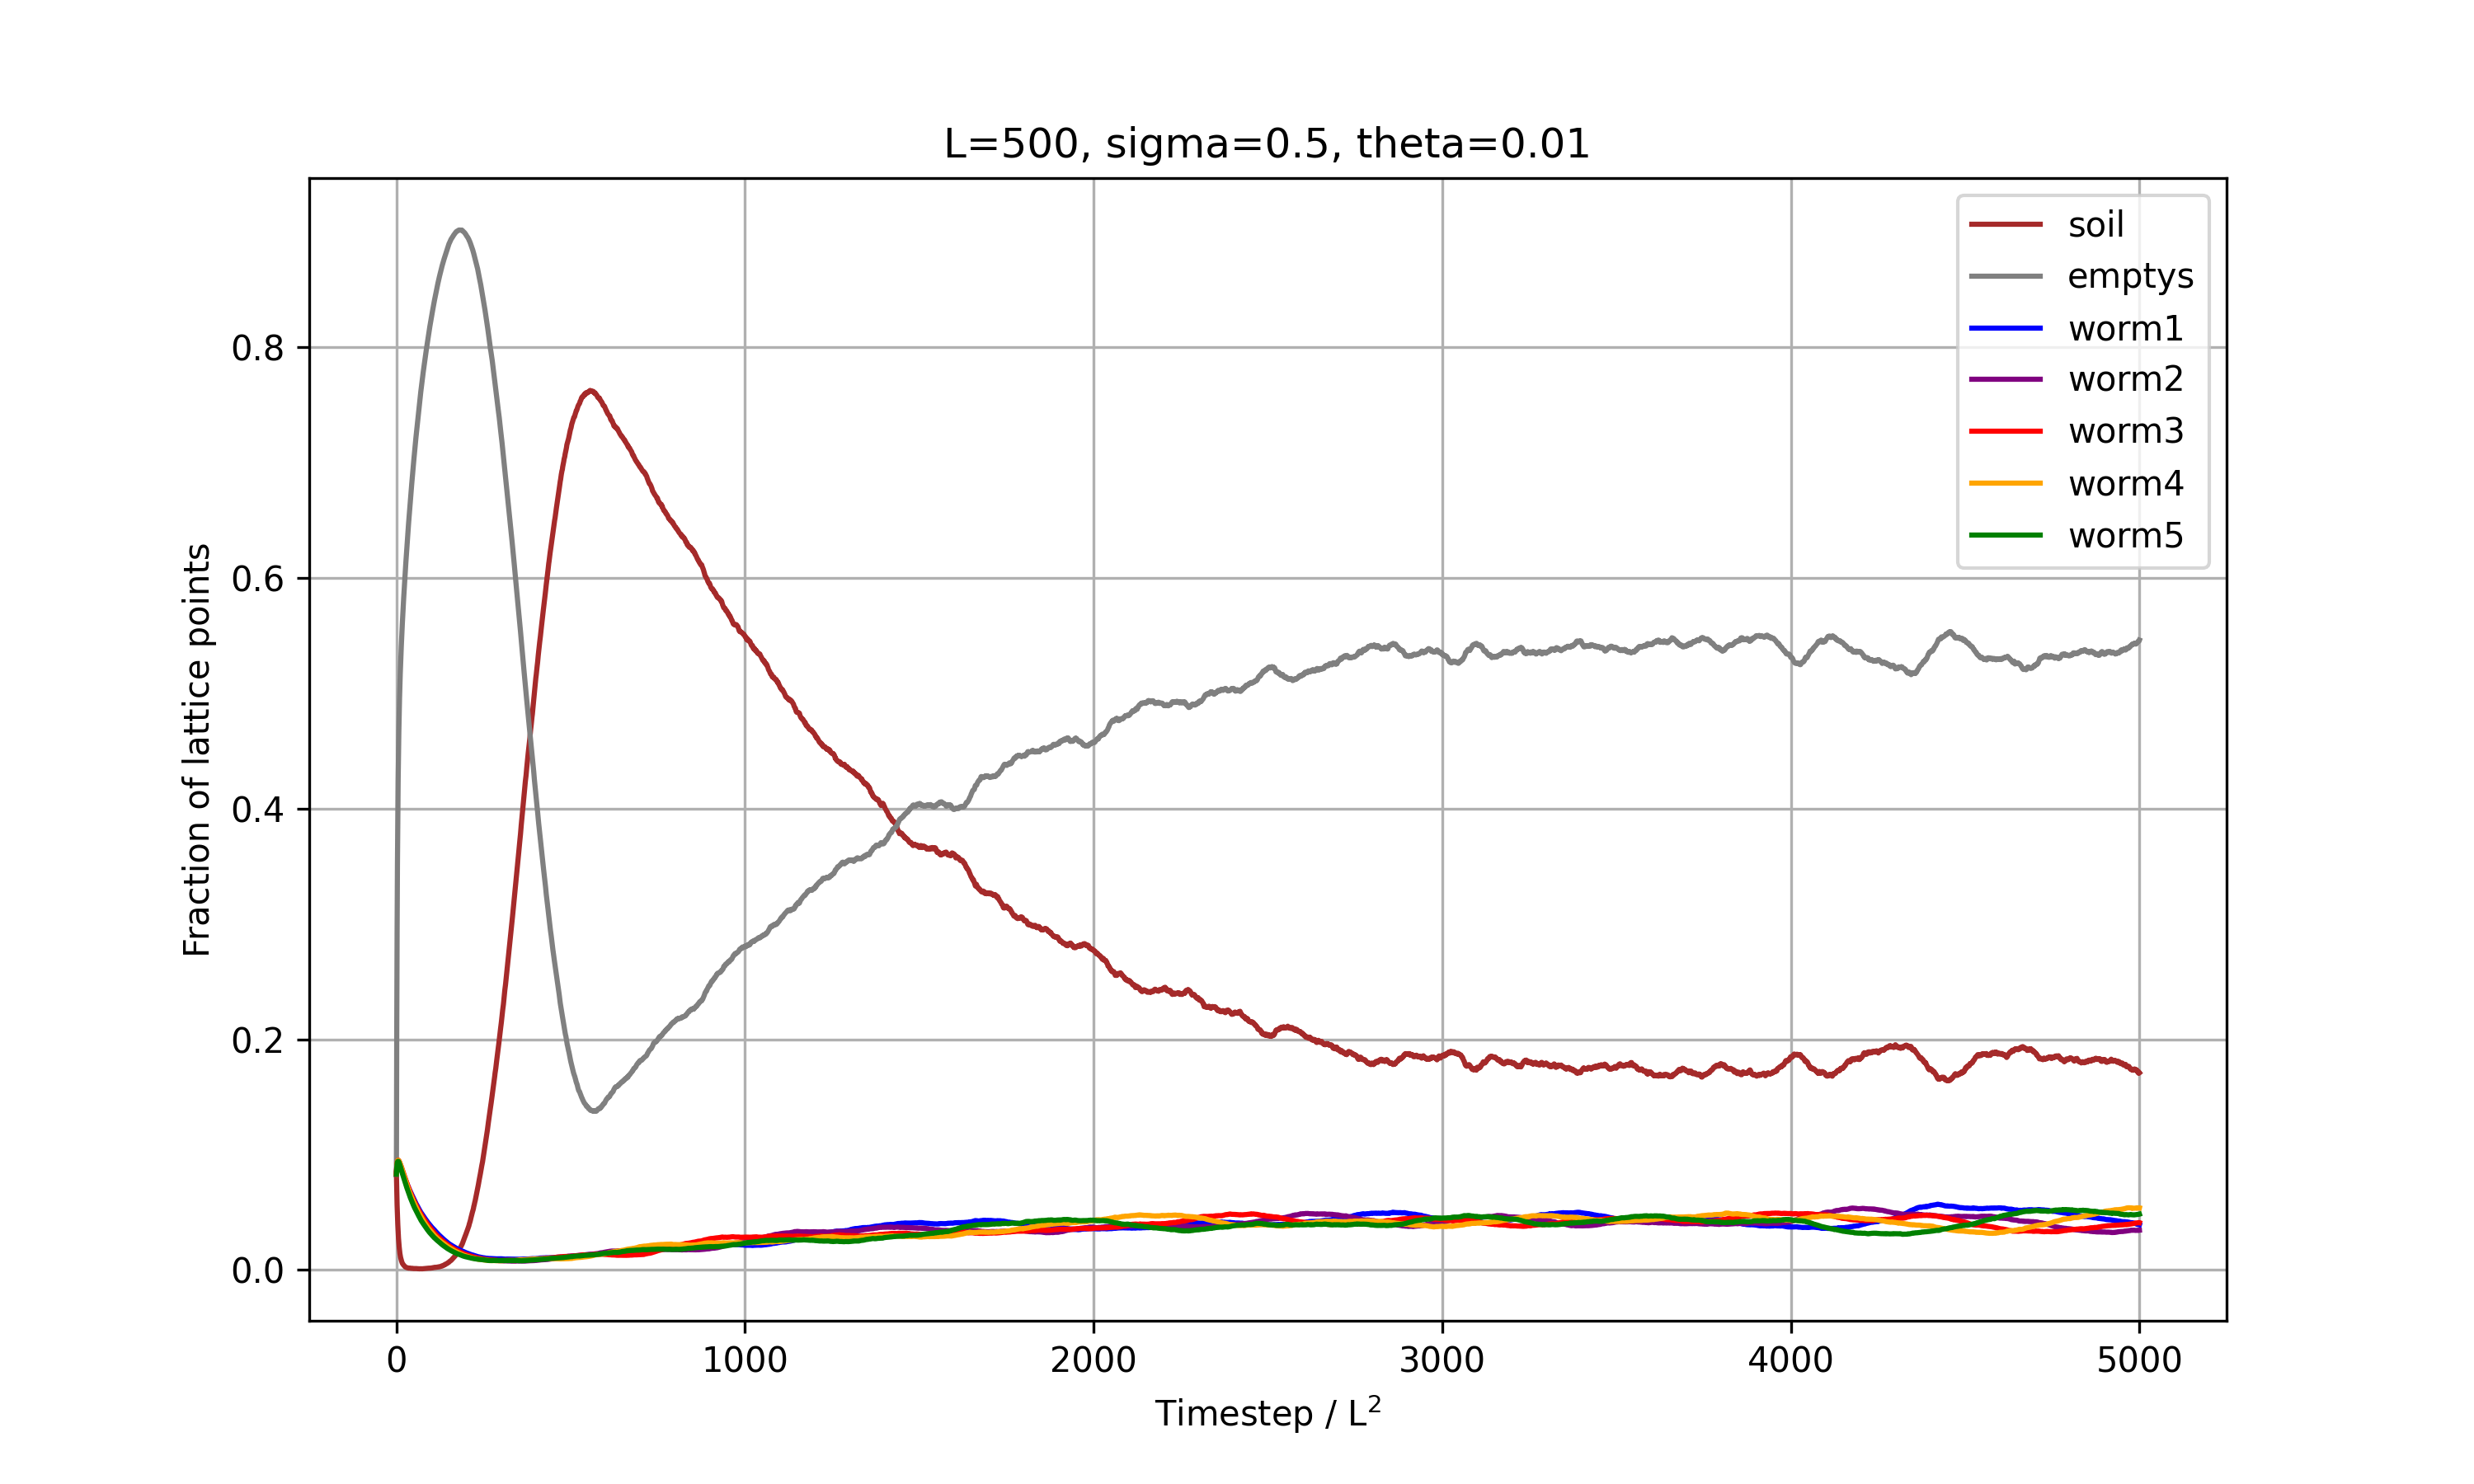 L=500, sigma=0.5, theta=0.01
soil
emptys
worm1
worm2
worm3
worm4
worm5
Fraction of lattice points
0.8
0.6
0.4
0.2
0.0
0 1000 2000 3000 4000 5000
Timestep / L²